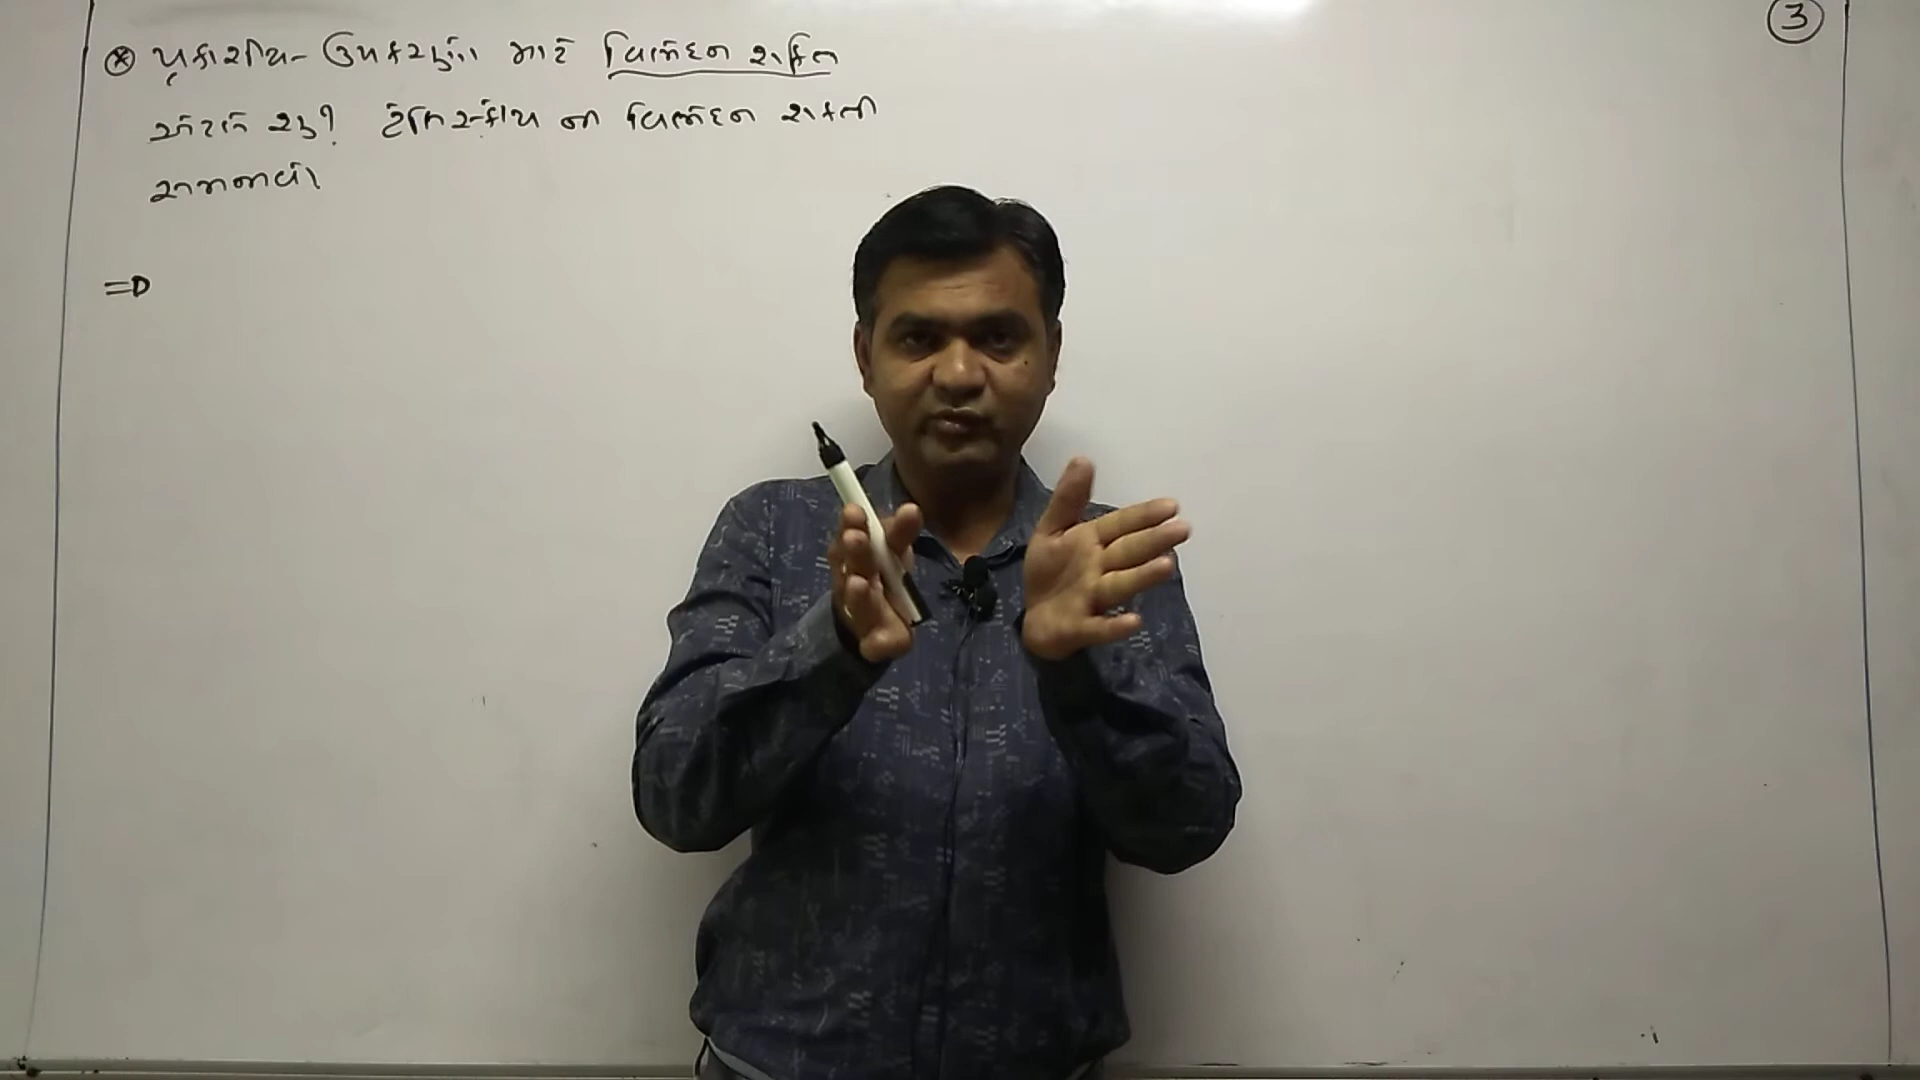 ③
* પ્રકાશીય ઉપકરણો માટે વિભેદન શક્તિ
એટલે શું? ટેલિસ્કોપ ની વિભેદન શક્તી
સમજાવો
⇒